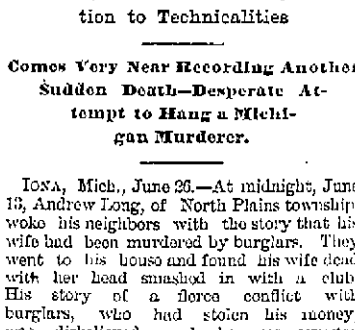 tion to Technicalities
Comes Very Near Recording Another
Sudden Death—Desperate At-
tempt to Hang a Michi-
gan Murderer.
IONA, Mich., June 26.—At midnight, June
13, Andrew Long, of North Plains township
woke his neighbors with the story that his
wife had been murdered by burglars. They
went to his house and found his wife dead
with her head smashed in with a club
His story of a fierce conflict with
burglars, who had stolen his money